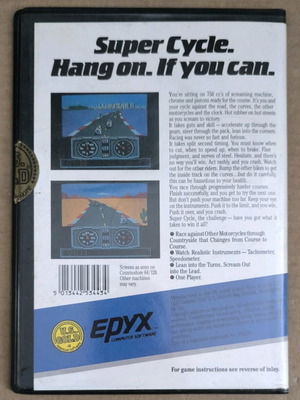 Super Cycle.
Hang on. If you can.
You're sitting on 750 cc's of screaming machine,
chrome and pistons ready for the course. It's you and
your cycle against the road, the curves, the other
motorcycles and the clock. Hot rubber on hot streets
as you scream to victory.
It takes guts and skill – accelerate up through the
gears, steer through the pack, lean into the corners.
Racing was never so fast and furious.
It takes split second timing. You must know when
to cut, when to speed up, when to brake. Fine
judgment, and nerves of steel. Hesitate, and there's
no way you'll win. Act rashly, and you crash. Watch
out for the other riders. Bump the other bikes to get
the inside track on the curves...but do it carefully,
this can be hazardous to your health.
You race through progressively harder courses.
Finish successfully, and you get to try the next one.
But don't push your machine too far. Keep your eye
on the instruments. Push it to the limit, and you win.
Push it over, and you crash.
Super Cycle, the challenge – have you got what it
takes to win it all?
Race against Other Motorcycles through
Countryside that Changes from Course to
Course.
Watch Realistic Instruments – Tachometer,
Speedometer.
Lean into the Turns, Scream Out
into the Lead.
One Player.
Screens as seen on
Commodore 64/128.
Other machines
may vary.
5 013442 534434
U.S.
GOLD
EPYX
COMPUTER SOFTWARE
For game instructions see reverse of inlay.